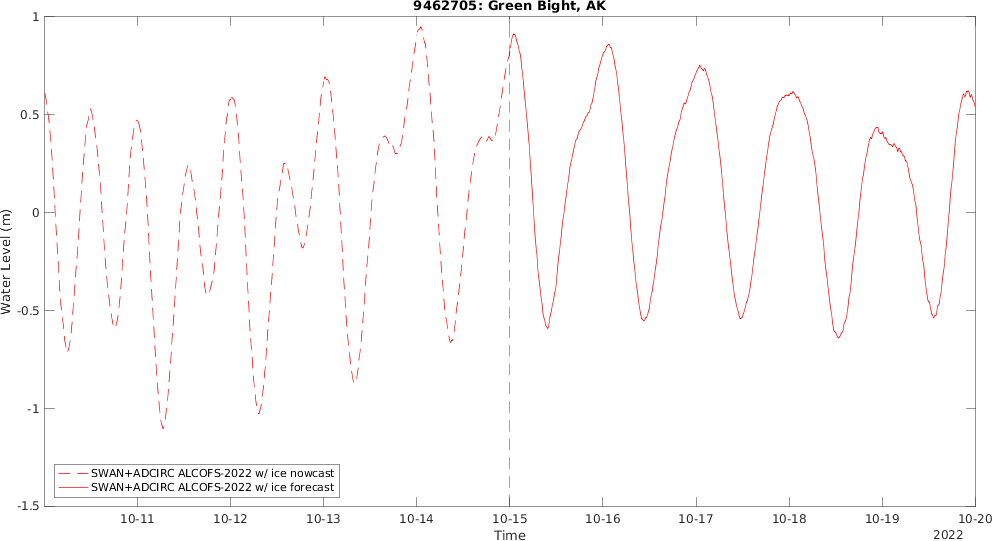 9462705: Green Bight, AK
1
0.5
0
-0.5
-1
-1.5
Water Level (m)
SWAN+ADCIRC ALCOFS-2022 w/ ice nowcast
SWAN+ADCIRC ALCOFS-2022 w/ ice forecast
10-11 10-12 10-13 10-14 10-15 10-16 10-17 10-18 10-19 10-20
Time
2022